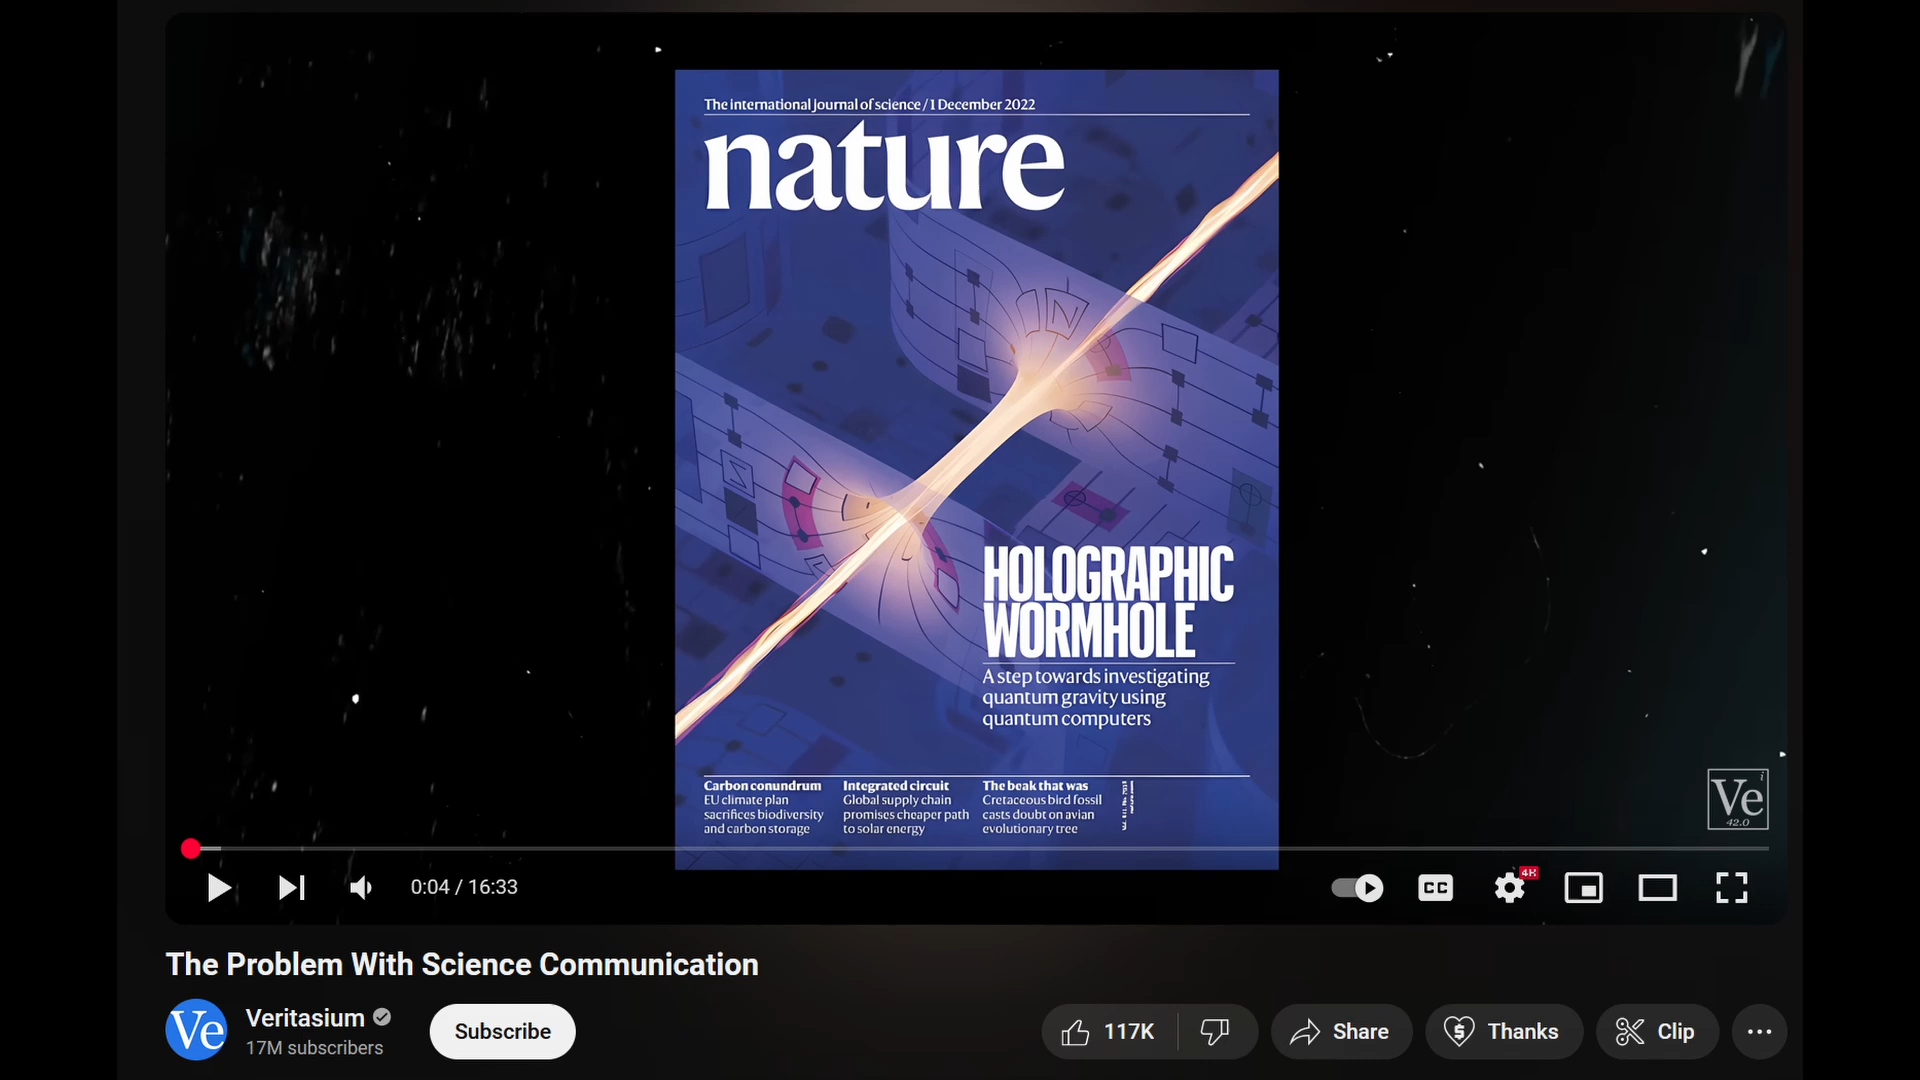 The international journal of science / 1 December 2022
nature
HOLOGRAPHIC
WORMHOLE
A step towards investigating
quantum gravity using
quantum computers
Carbon conundrum
EU climate plan
sacrifices biodiversity
and carbon storage
Integrated circuit
Global supply chain
promises cheaper path
to solar energy
The beak that was
Cretaceous bird fossil
casts doubt on avian
evolutionary tree
i
Ve
42.0
0:04 / 16:33
CC
4K
The Problem With Science Communication
Ve
Veritasium
17M subscribers
Subscribe
117K
Share
Thanks
Clip